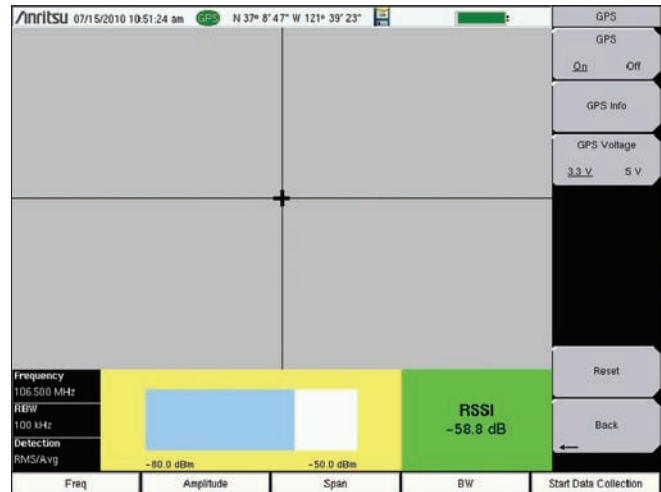 Anritsu 07/15/2010 10:51:24 am GPS N 37° 8' 47" W 121° 39' 23"
GPS
GPS
On Off
GPS Info
GPS Voltage
3.3 V 5 V
Reset
Back
Frequency
106.500 MHz
RBW
100 kHz
Detection
RMS/Avg
-80.0 dBm -50.0 dBm
RSSI
-58.8 dB
Freq Amplitude Span BW Start Data Collection